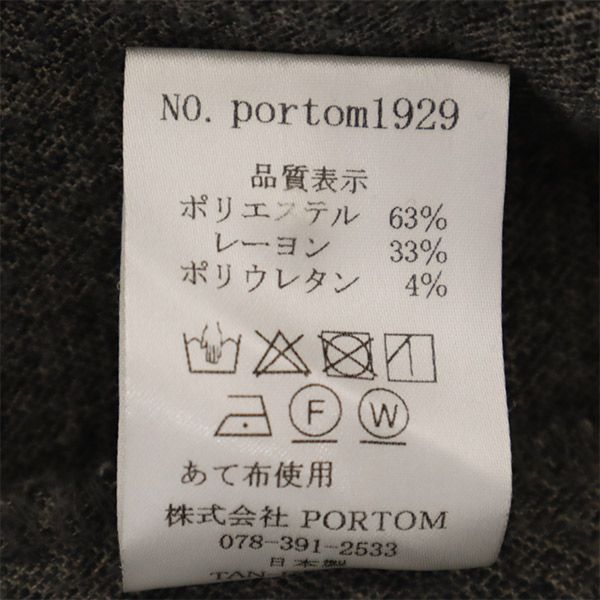 NO. portom1929
品質表示
ポリエステル 63%
レーヨン 33%
ポリウレタン 4%
F W
あて布使用
株式会社 PORTOM
078-391-2533
日本製